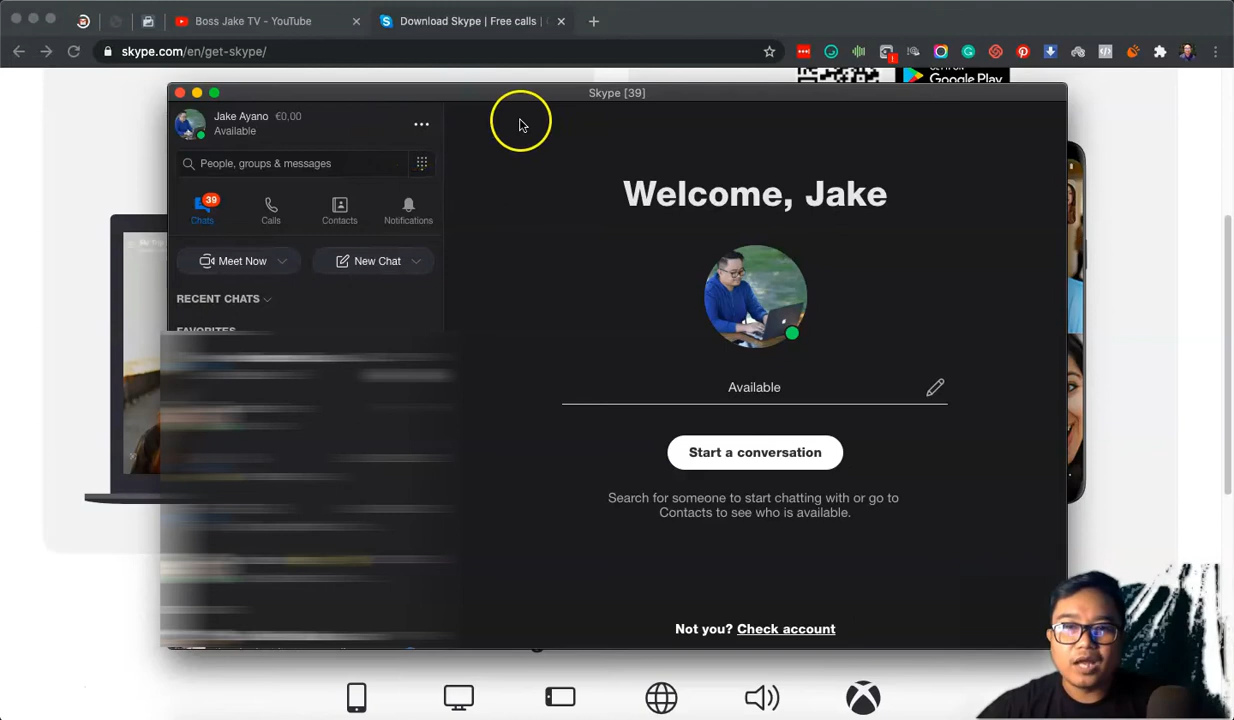 Boss Jake TV - YouTube
Download Skype | Free calls |
skype.com/en/get-skype/
1
Google Play
Skype [39]
Jake Ayano €0,00
Available
People, groups & messages
39
Chats
Calls
Contacts
Notifications
Meet Now
New Chat
RECENT CHATS
FAVORITES
Welcome, Jake
Available
Start a conversation
Search for someone to start chatting with or go to
Contacts to see who is available.
Not you? Check account